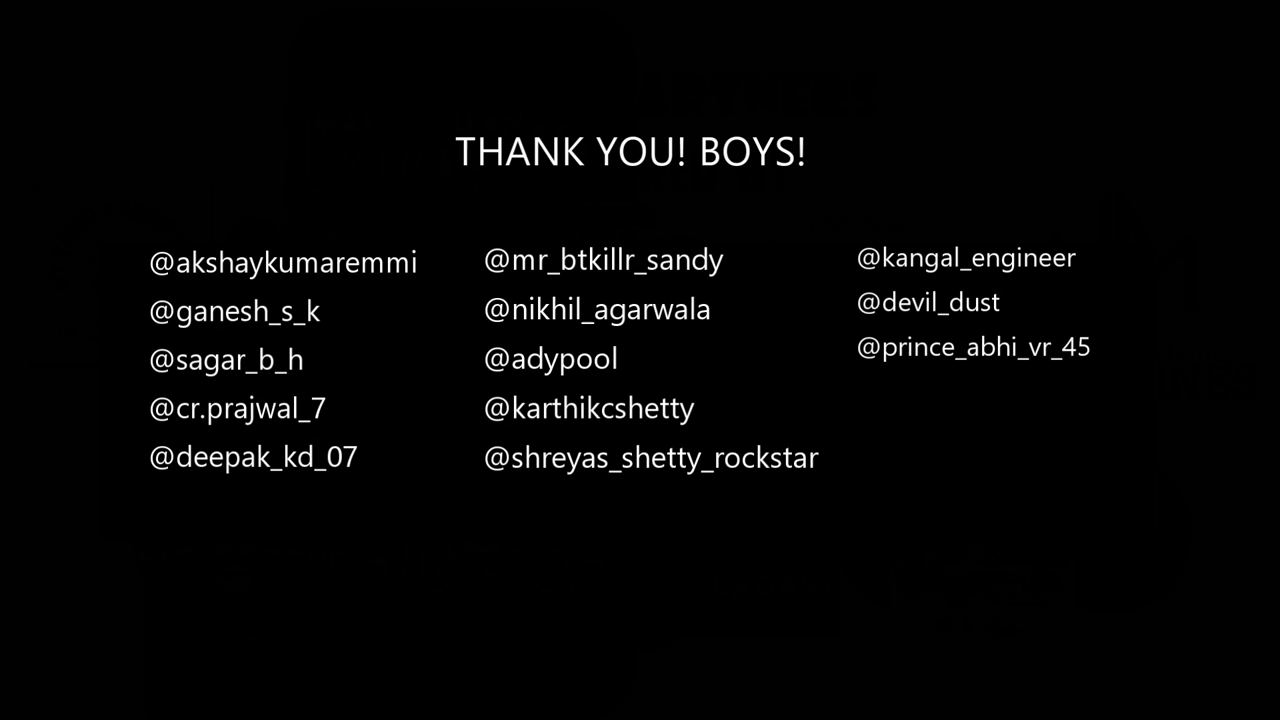 THANK YOU! BOYS!
@akshaykumaremmi
@ganesh_s_k
@sagar_b_h
@cr.prajwal_7
@deepak_kd_07
@mr_btkillr_sandy
@nikhil_agarwala
@adypool
@karthikcshetty
@shreyas_shetty_rockstar
@kangal_engineer
@devil_dust
@prince_abhi_vr_45